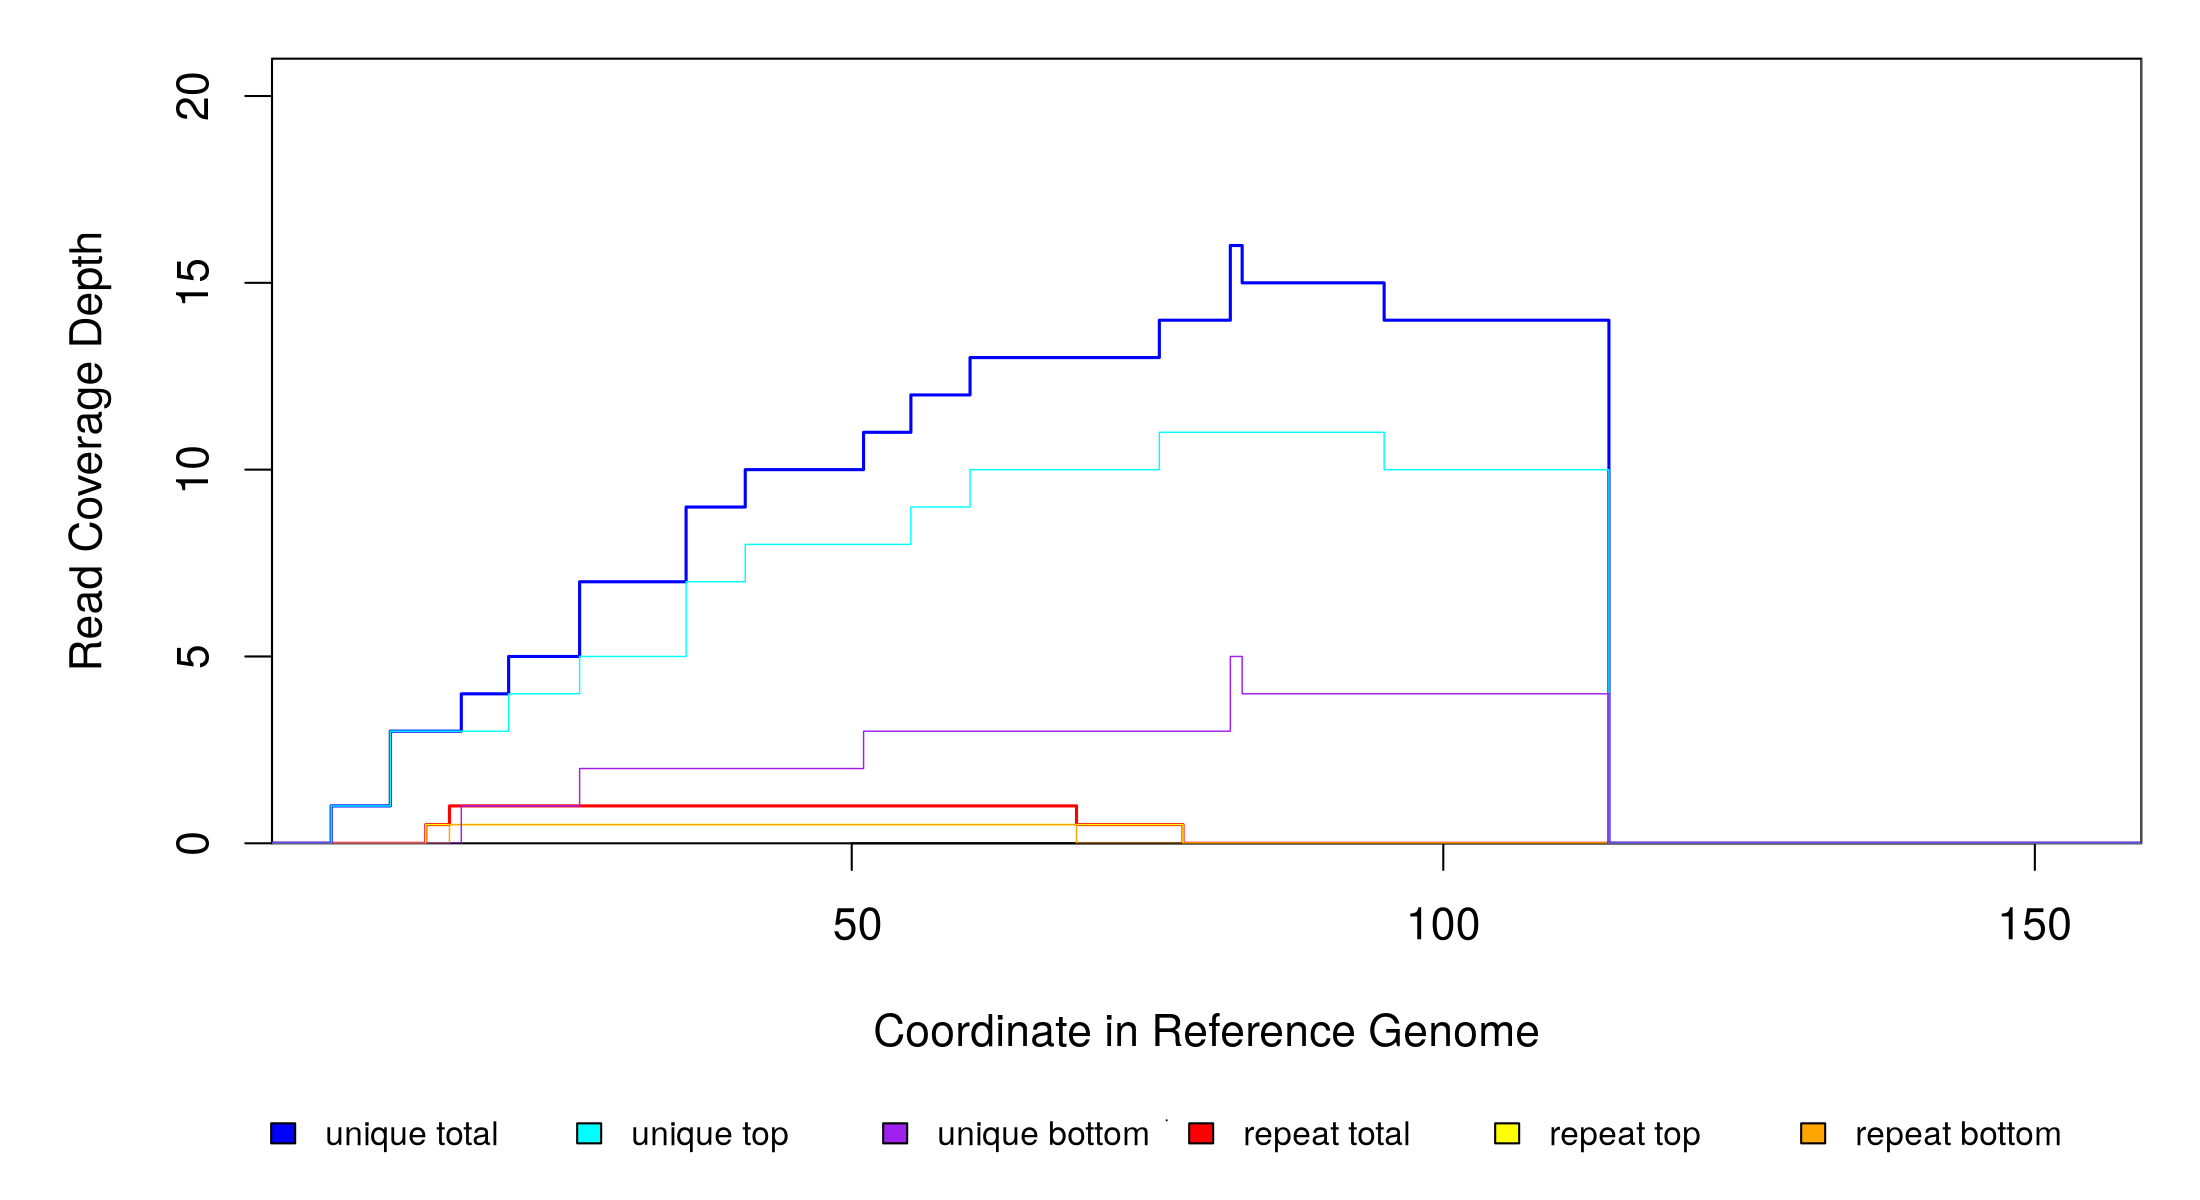 20
15
10
5
0
Read Coverage Depth
50 100 150
Coordinate in Reference Genome
unique total unique top unique bottom repeat total repeat top repeat bottom